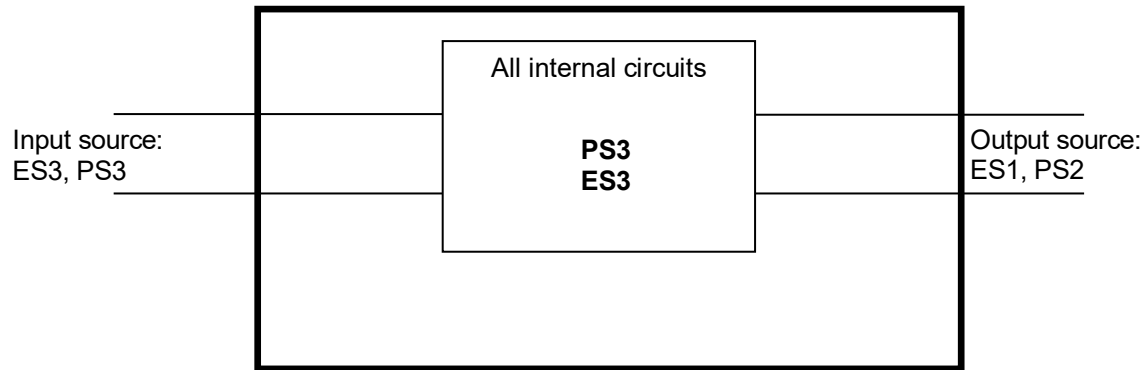 All internal circuits
Input source:
ES3, PS3
PS3
ES3
Output source:
ES1, PS2